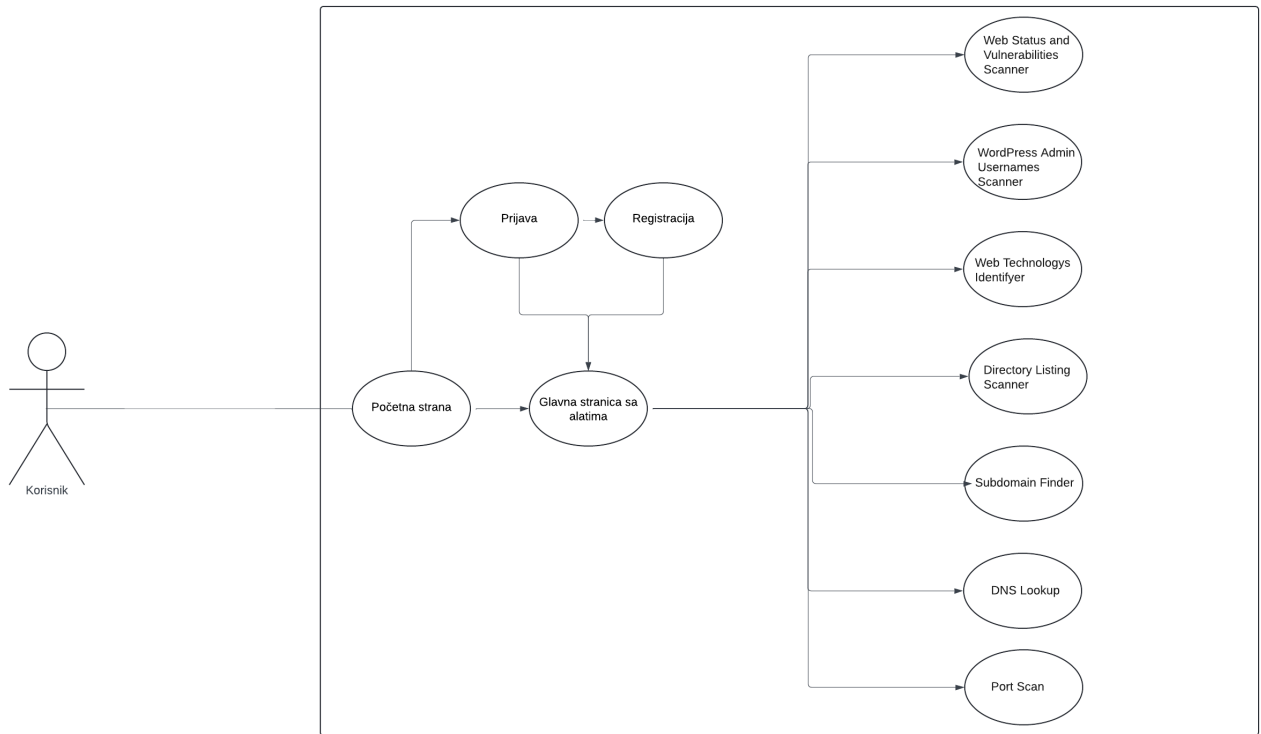 Web Status and
Vulnerabilities
Scanner
WordPress Admin
Usernames
Scanner
Prijava
Registracija
Web Technologys
Identifyer
Directory Listing
Scanner
Početna strana
Glavna stranica sa
alatima
Korisnik
Subdomain Finder
DNS Lookup
Port Scan